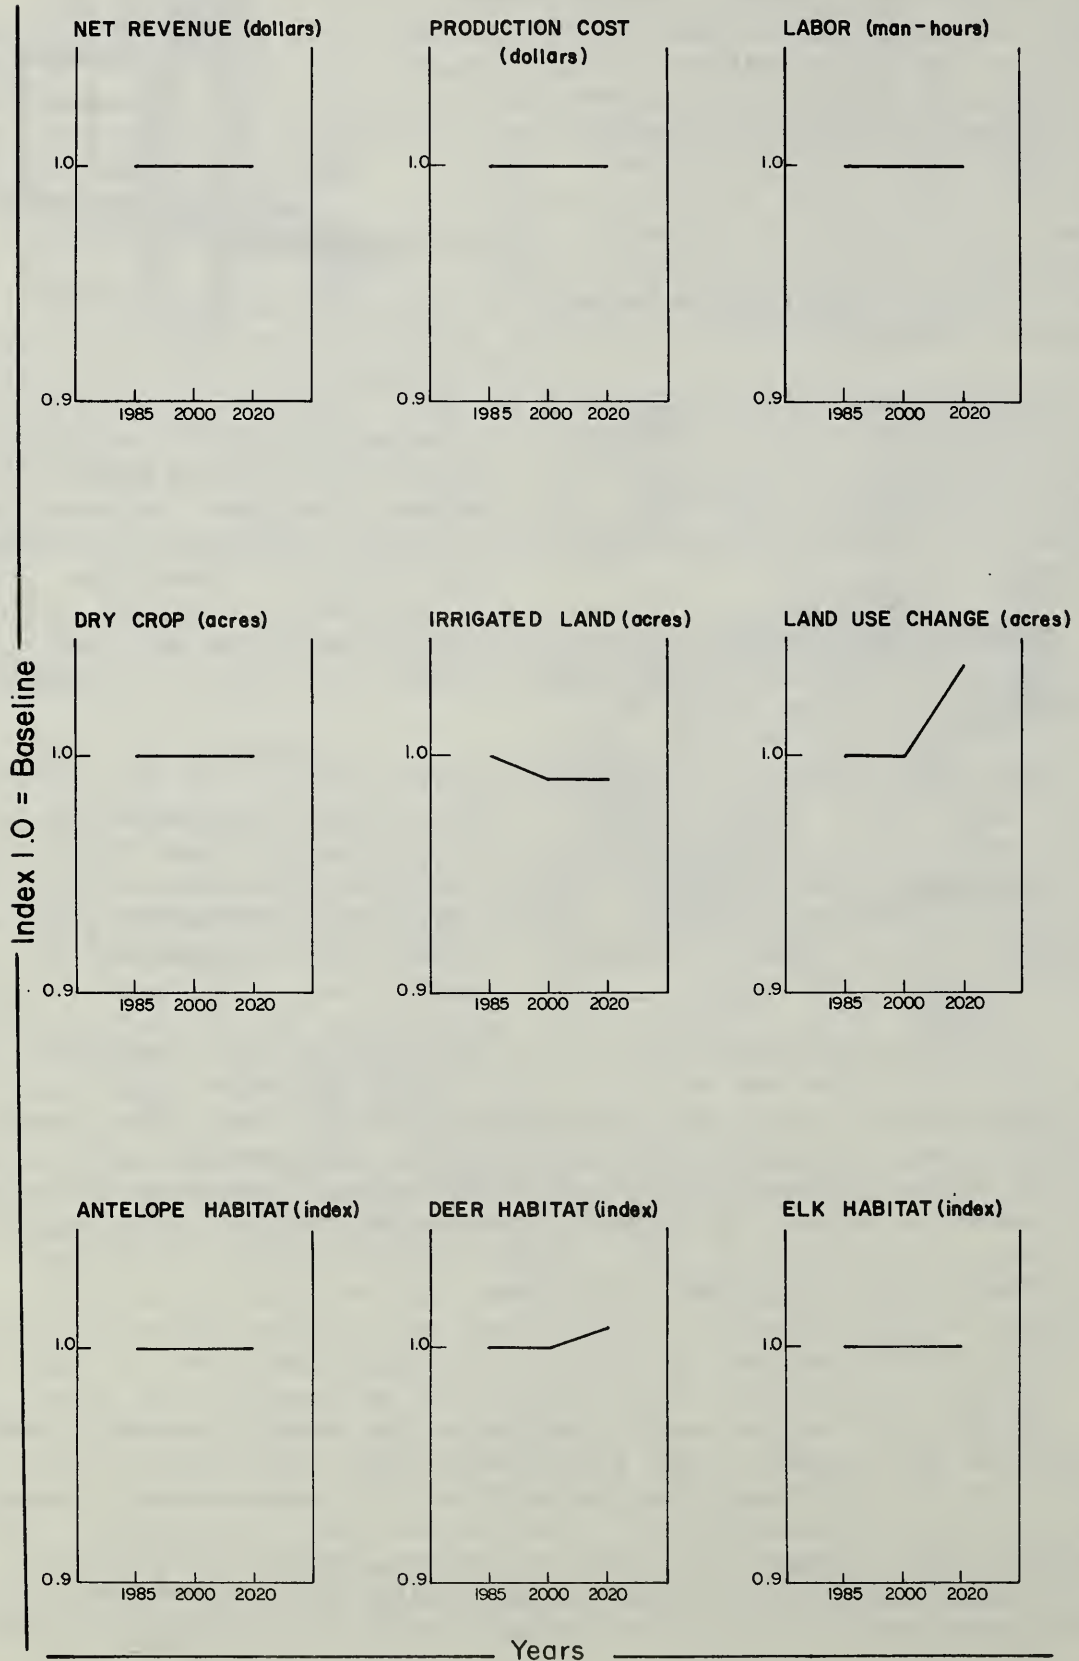 NET REVENUE (dollars)
PRODUCTION COST
(dollars)
LABOR (man-hours)
1.0
1.0
1.0
0.9
0.9
0.9
1985 2000 2020
1985 2000 2020
1985 2000 2020
DRY CROP (acres)
IRRIGATED LAND (acres)
LAND USE CHANGE (acres)
1.0
1.0
1.0
0.9
0.9
0.9
1985 2000 2020
1985 2000 2020
1985 2000 2020
Index 1.0 = Baseline
ANTELOPE HABITAT (index)
DEER HABITAT (index)
ELK HABITAT (index)
1.0
1.0
1.0
0.9
0.9
0.9
1985 2000 2020
1985 2000 2020
1985 2000 2020
Years